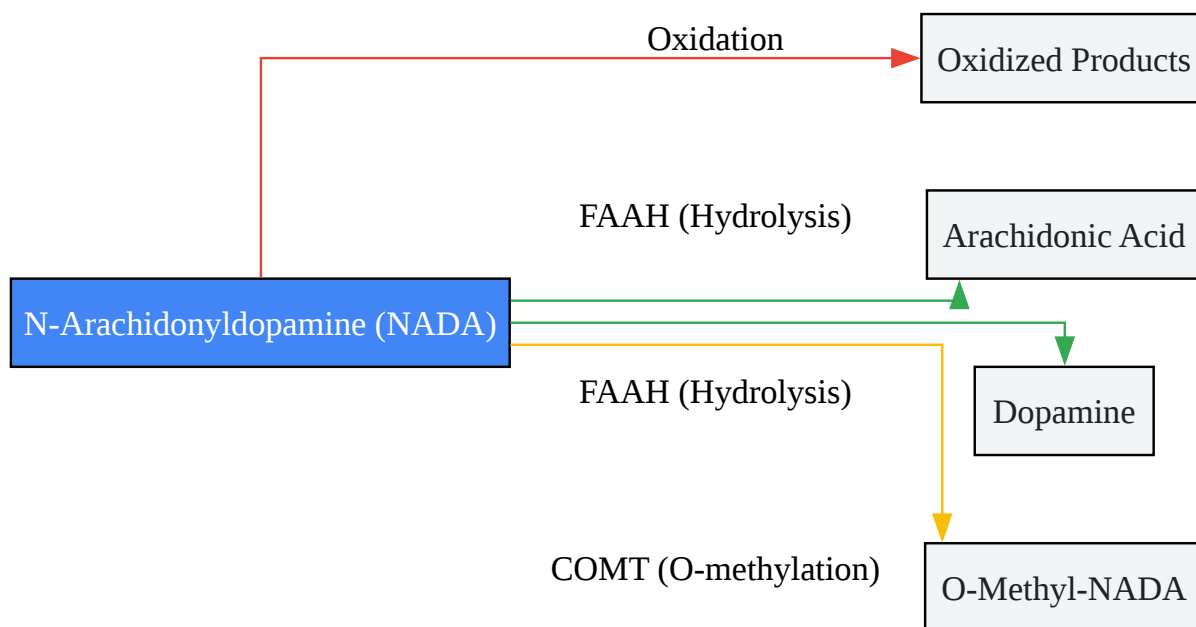 Oxidation
Oxidized Products
FAAH (Hydrolysis)
Arachidonic Acid
N-Arachidonyldopamine (NADA)
FAAH (Hydrolysis)
Dopamine
COMT (O-methylation)
O-Methyl-NADA